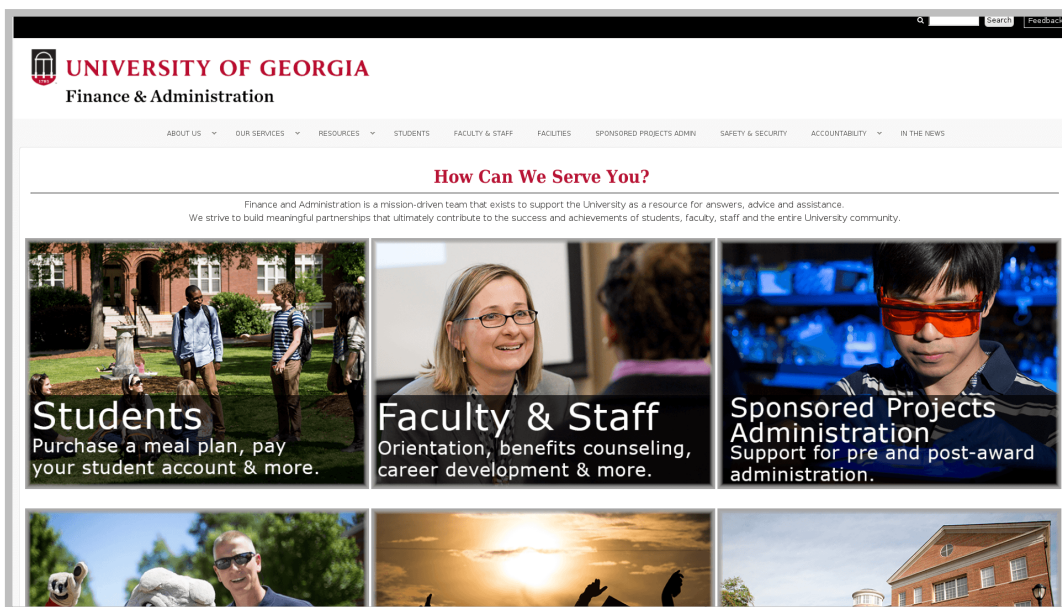 Search
Feedback
UNIVERSITY OF GEORGIA
Finance & Administration
ABOUT US
OUR SERVICES
RESOURCES
STUDENTS
FACULTY & STAFF
FACILITIES
SPONSORED PROJECTS ADMIN
SAFETY & SECURITY
ACCOUNTABILITY
IN THE NEWS
How Can We Serve You?
Finance and Administration is a mission-driven team that exists to support the University as a resource for answers, advice and assistance.
We strive to build meaningful partnerships that ultimately contribute to the success and achievements of students, faculty, staff and the entire University community.
Students
Purchase a meal plan, pay
your student account & more.
Faculty & Staff
Orientation, benefits counseling,
career development & more.
Sponsored Projects
Administration
Support for pre and post-award
administration.